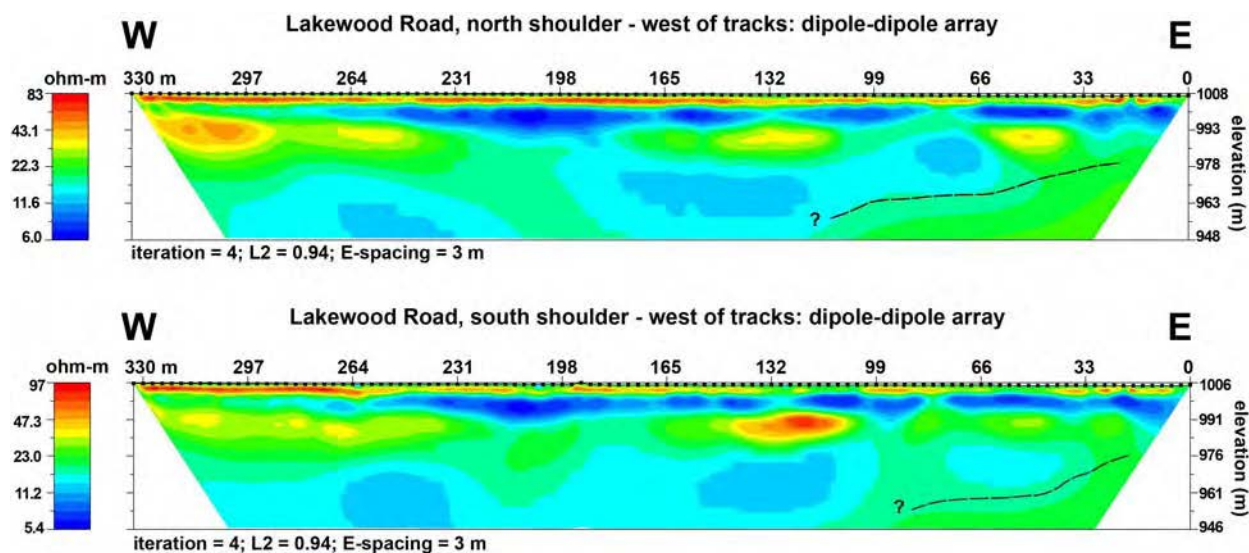 Lakewood Road, north shoulder - west of tracks: dipole-dipole array
W
E
ohm-m
330 m 297 264 231 198 165 132 99 66 33 0
83
43.1
22.3
11.6
6.0
1008
993
978
963
948
elevation (m)
?
iteration = 4; L2 = 0.94; E-spacing = 3 m
Lakewood Road, south shoulder - west of tracks: dipole-dipole array
W
E
ohm-m
330 m 297 264 231 198 165 132 99 66 33 0
97
47.3
23.0
11.2
5.4
1006
991
976
961
946
elevation (m)
?
iteration = 4; L2 = 0.94; E-spacing = 3 m